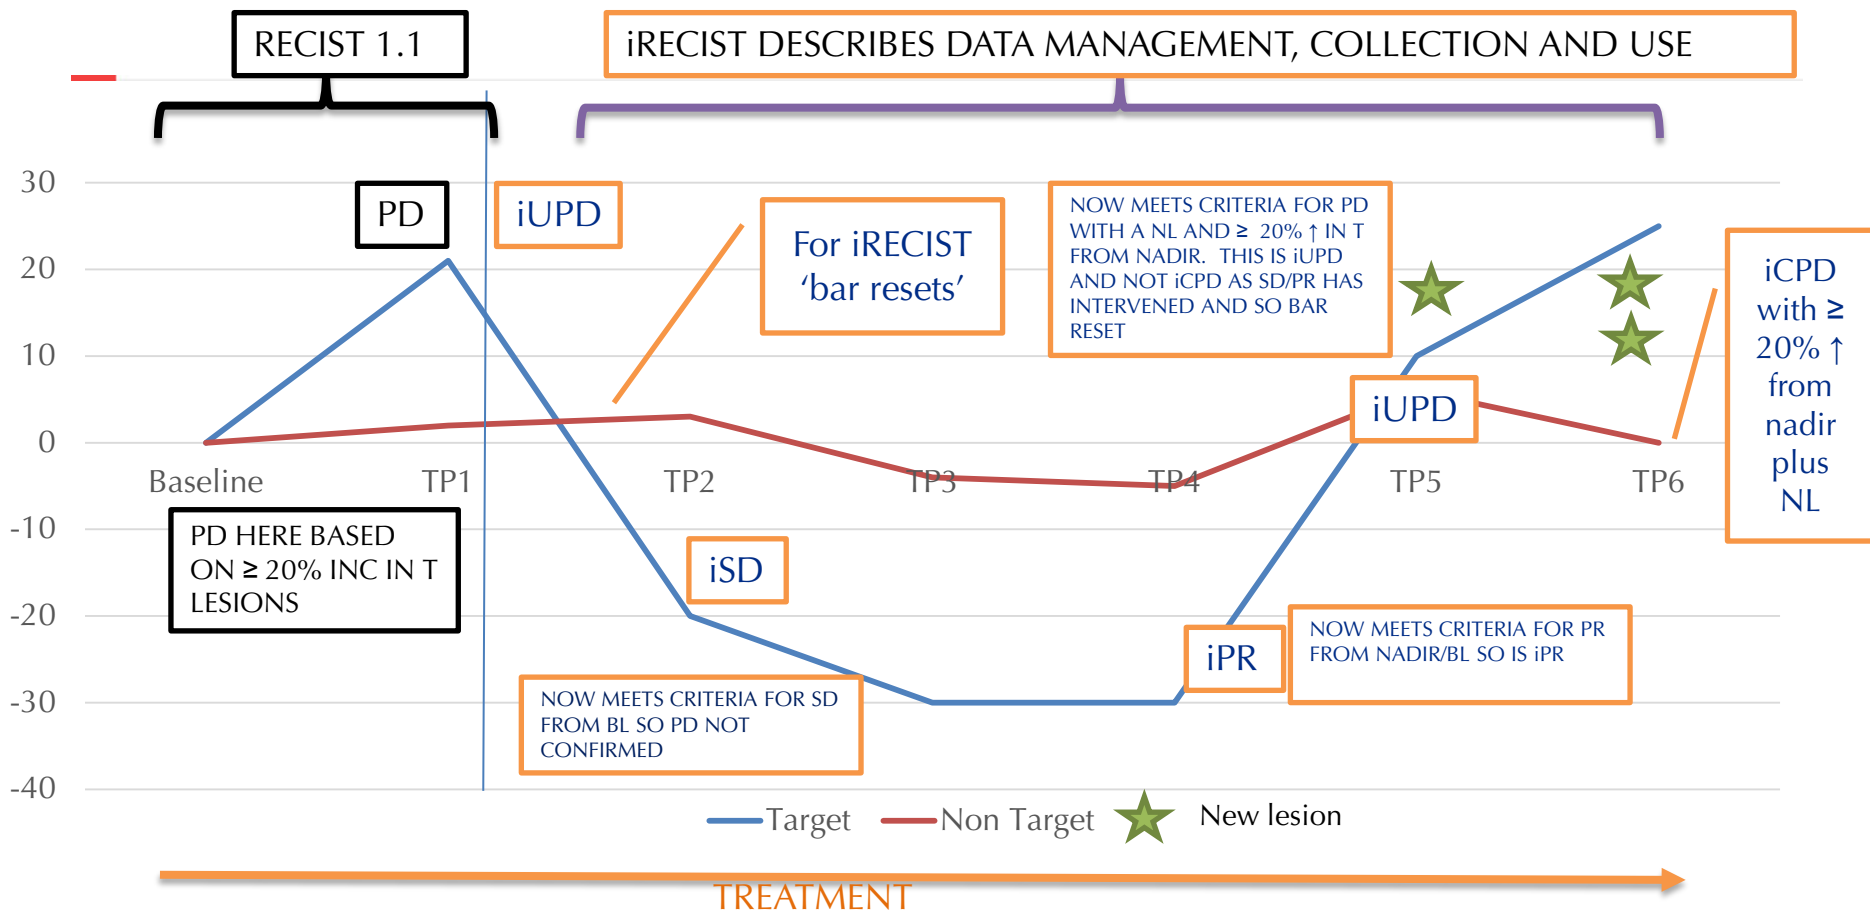 RECIST 1.1
iRECIST DESCRIBES DATA MANAGEMENT, COLLECTION AND USE
30
20
10
0
-10
-20
-30
-40
PD
iUPD
For iRECIST
‘bar resets’
NOW MEETS CRITERIA FOR PD
WITH A NL AND ≥ 20% ↑ IN T
FROM NADIR. THIS IS iUPD
AND NOT iCPD AS SD/PR HAS
INTERVENED AND SO BAR
RESET
iCPD
with ≥
20% ↑
from
nadir
plus
NL
iUPD
Baseline
TP1
TP2
TP3
TP4
TP5
TP6
PD HERE BASED
ON ≥ 20% INC IN T
LESIONS
iSD
NOW MEETS CRITERIA FOR SD
FROM BL SO PD NOT
CONFIRMED
iPR
NOW MEETS CRITERIA FOR PR
FROM NADIR/BL SO IS iPR
Target
Non Target
New lesion
TREATMENT